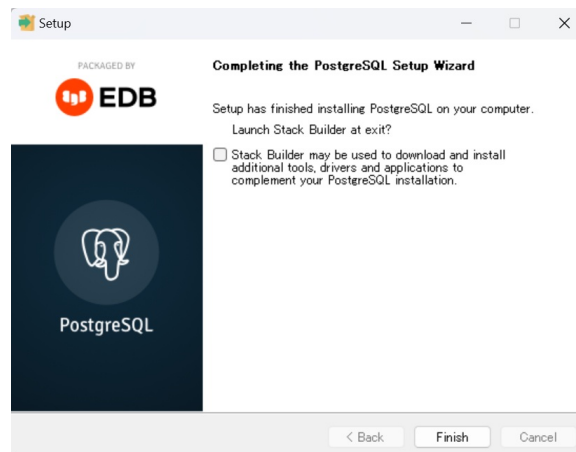 Setup
PACKAGED BY
EDB
PostgreSQL
Completing the PostgreSQL Setup Wizard
Setup has finished installing PostgreSQL on your computer.
Launch Stack Builder at exit?
Stack Builder may be used to download and install
additional tools, drivers and applications to
complement your PostgreSQL installation.
< Back
Finish
Cancel